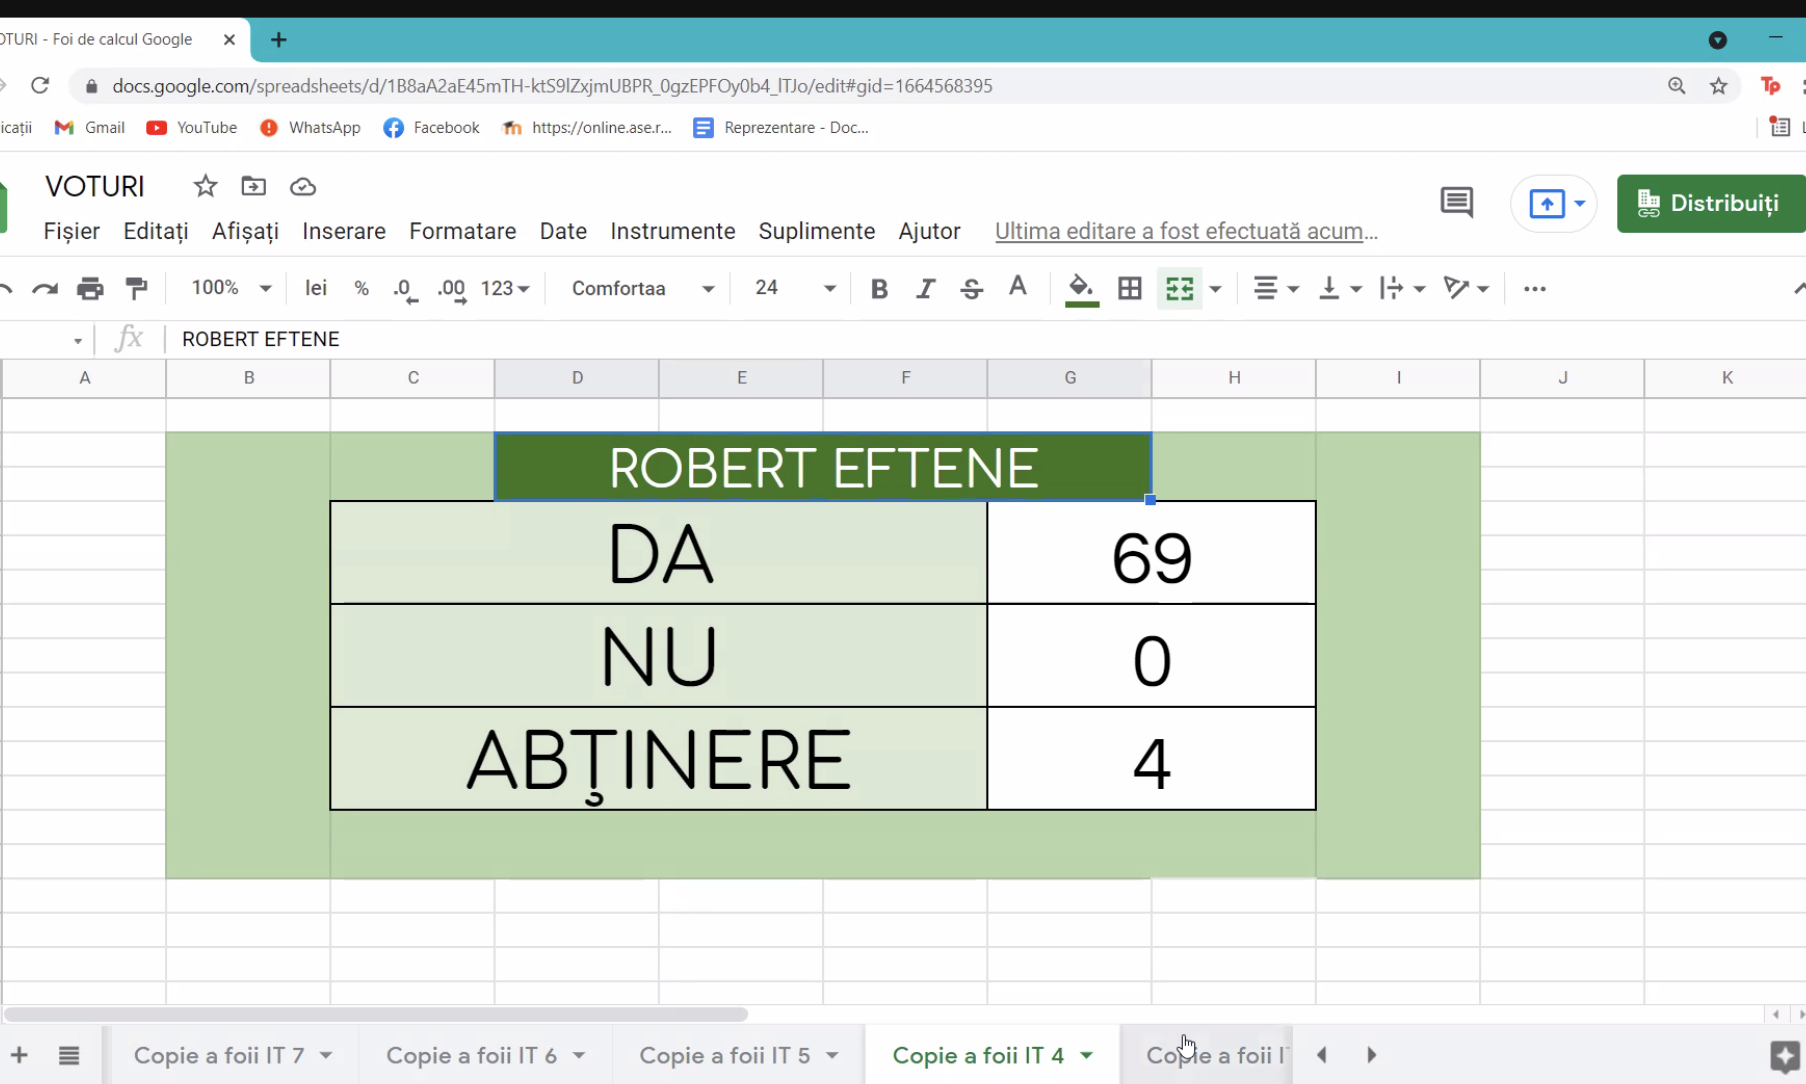 OTURI - Foi de calcul Google
docs.google.com/spreadsheets/d/1B8aA2aE45mTH-ktS9lZxjmUBPR_0gzEPFOy0b4_lTJo/edit#gid=1664568395
Tp
icații Gmail YouTube WhatsApp Facebook https://online.ase.r... Reprezentare - Doc...
VOTURI
Distribuiți
Fișier Editați Afișați Inserare Formatare Date Instrumente Suplimente Ajutor Ultima editare a fost efectuată acum...
100% lei % .0 .00 123 Comfortaa 24 B I S A
fx ROBERT EFTENE
A B C D E F G H I J K
ROBERT EFTENE
DA 69
NU 0
ABȚINERE 4
Copie a foii IT 7 Copie a foii IT 6 Copie a foii IT 5 Copie a foii IT 4 Copie a foii I